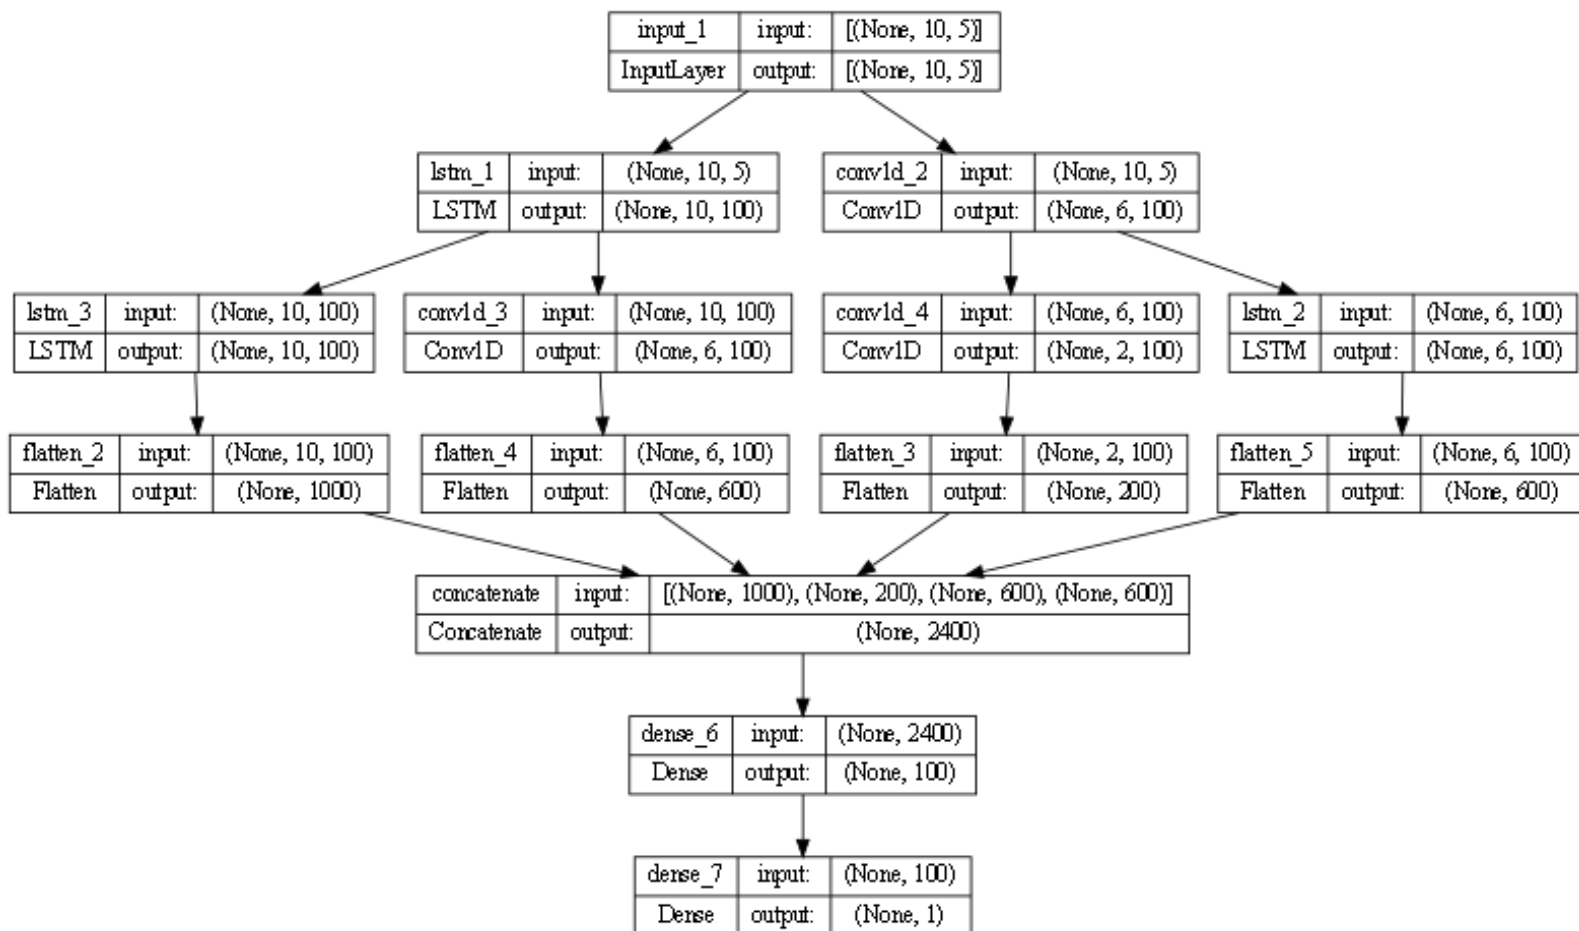 input_1 input: [(None, 10, 5)]
InputLayer output: [(None, 10, 5)]
lstm_1 input: (None, 10, 5)
LSTM output: (None, 10, 100)
conv1d_2 input: (None, 10, 5)
Conv1D output: (None, 6, 100)
lstm_3 input: (None, 10, 100)
LSTM output: (None, 10, 100)
conv1d_3 input: (None, 10, 100)
Conv1D output: (None, 6, 100)
conv1d_4 input: (None, 6, 100)
Conv1D output: (None, 2, 100)
lstm_2 input: (None, 6, 100)
LSTM output: (None, 6, 100)
flatten_2 input: (None, 10, 100)
Flatten output: (None, 1000)
flatten_4 input: (None, 6, 100)
Flatten output: (None, 600)
flatten_3 input: (None, 2, 100)
Flatten output: (None, 200)
flatten_5 input: (None, 6, 100)
Flatten output: (None, 600)
concatenate input: [(None, 1000), (None, 200), (None, 600), (None, 600)]
Concatenate output: (None, 2400)
dense_6 input: (None, 2400)
Dense output: (None, 100)
dense_7 input: (None, 100)
Dense output: (None, 1)